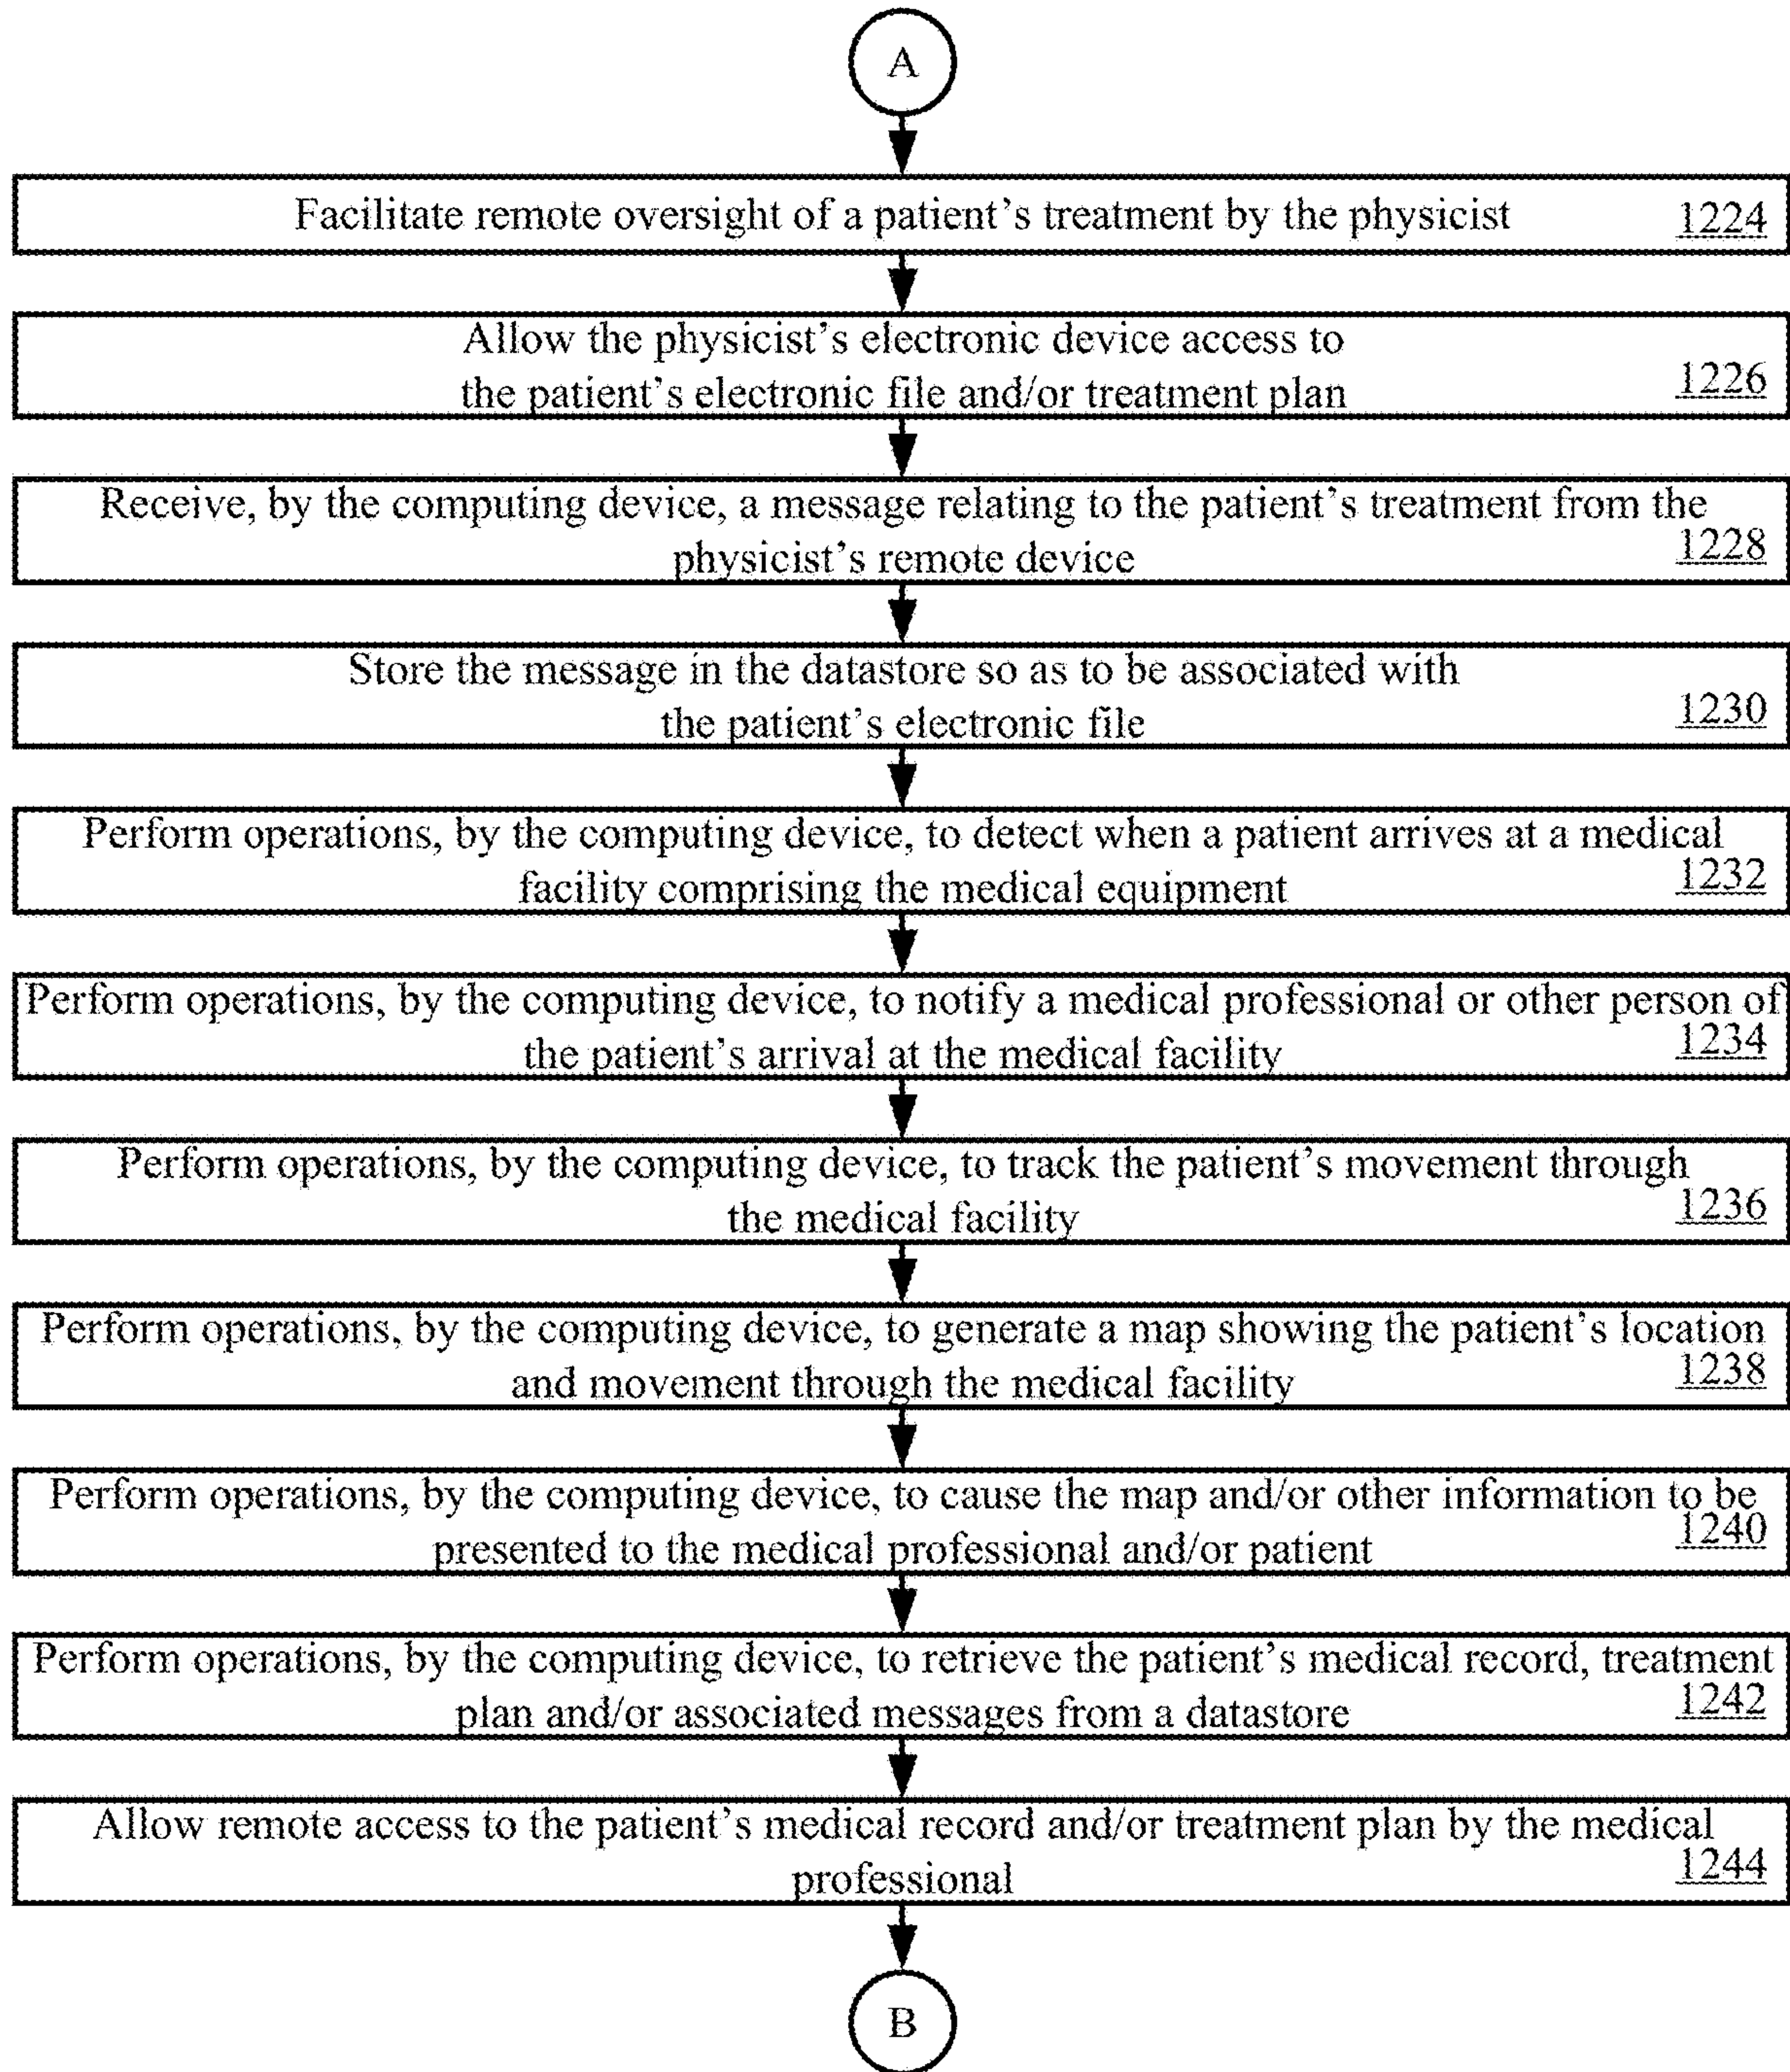 A
Facilitate remote oversight of a patient's treatment by the physicist
1224
Allow the physicist's electronic device access to
the patient's electronic file and/or treatment plan
1226
Receive, by the computing device, a message relating to the patient's treatment from the
physicist's remote device
1228
Store the message in the datastore so as to be associated with
the patient's electronic file
1230
Perform operations, by the computing device, to detect when a patient arrives at a medical
facility comprising the medical equipment
1232
Perform operations, by the computing device, to notify a medical professional or other person of
the patient's arrival at the medical facility
1234
Perform operations, by the computing device, to track the patient's movement through
the medical facility
1236
Perform operations, by the computing device, to generate a map showing the patient's location
and movement through the medical facility
1238
Perform operations, by the computing device, to cause the map and/or other information to be
presented to the medical professional and/or patient
1240
Perform operations, by the computing device, to retrieve the patient's medical record, treatment
plan and/or associated messages from a datastore
1242
Allow remote access to the patient's medical record and/or treatment plan by the medical
professional
1244
B